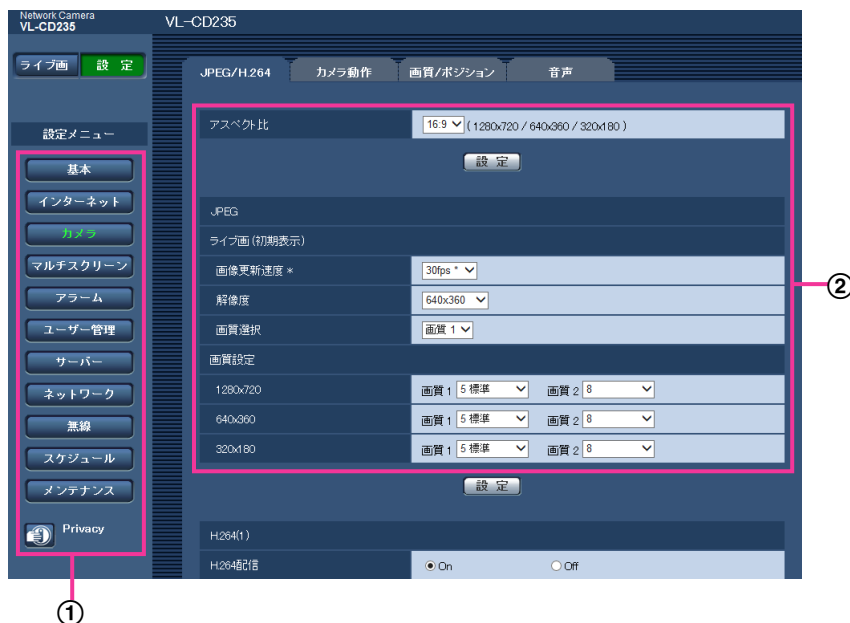 Network Camera
VL-CD235
VL-CD235
ライブ画 設 定
設定メニュー
基本
インターネット
カメラ
マルチスクリーン
アラーム
ユーザー管理
サーバー
ネットワーク
無線
スケジュール
メンテナンス
Privacy
①
JPEG/H.264 カメラ動作 画質/ポジション 音声
アスペクト比 16:9 (1280x720 / 640x360 / 320x180)
設 定
JPEG
ライブ画(初期表示)
画像更新速度 * 30fps *
解像度 640x360
画質選択 画質 1
画質設定
1280x720 画質 1 5 標準 画質 2 8
640x360 画質 1 5 標準 画質 2 8
320x180 画質 1 5 標準 画質 2 8
設 定
H.264(1)
H.264配信 On Off
②